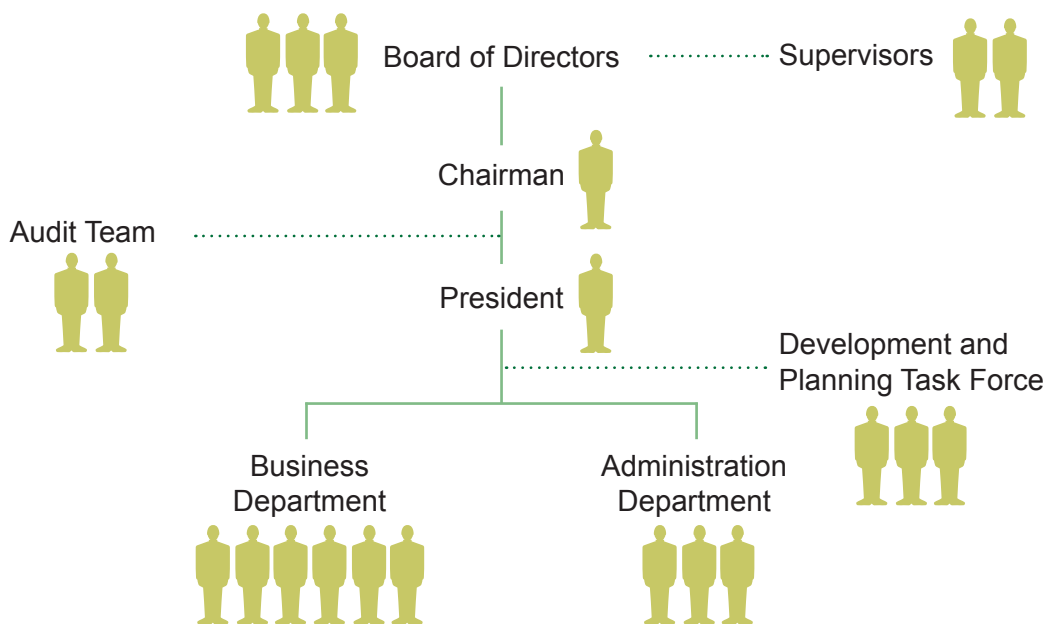 Board of Directors
Supervisors
Chairman
Audit Team
President
Development and
Planning Task Force
Business
Department
Administration
Department